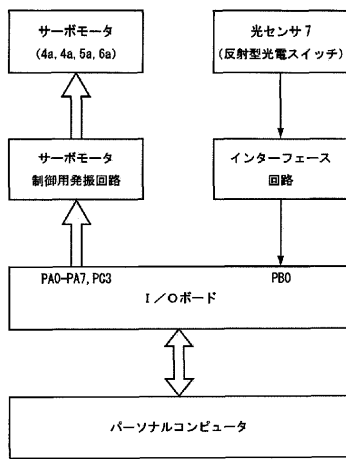 サーボモータ
(4a, 4a, 5a, 6a)
光センサ7
(反射型光電スイッチ)
サーボモータ
制御用発振回路
インターフェース
回路
PA0-PA7, PC3
PB0
I／Oボード
パーソナルコンピュータ